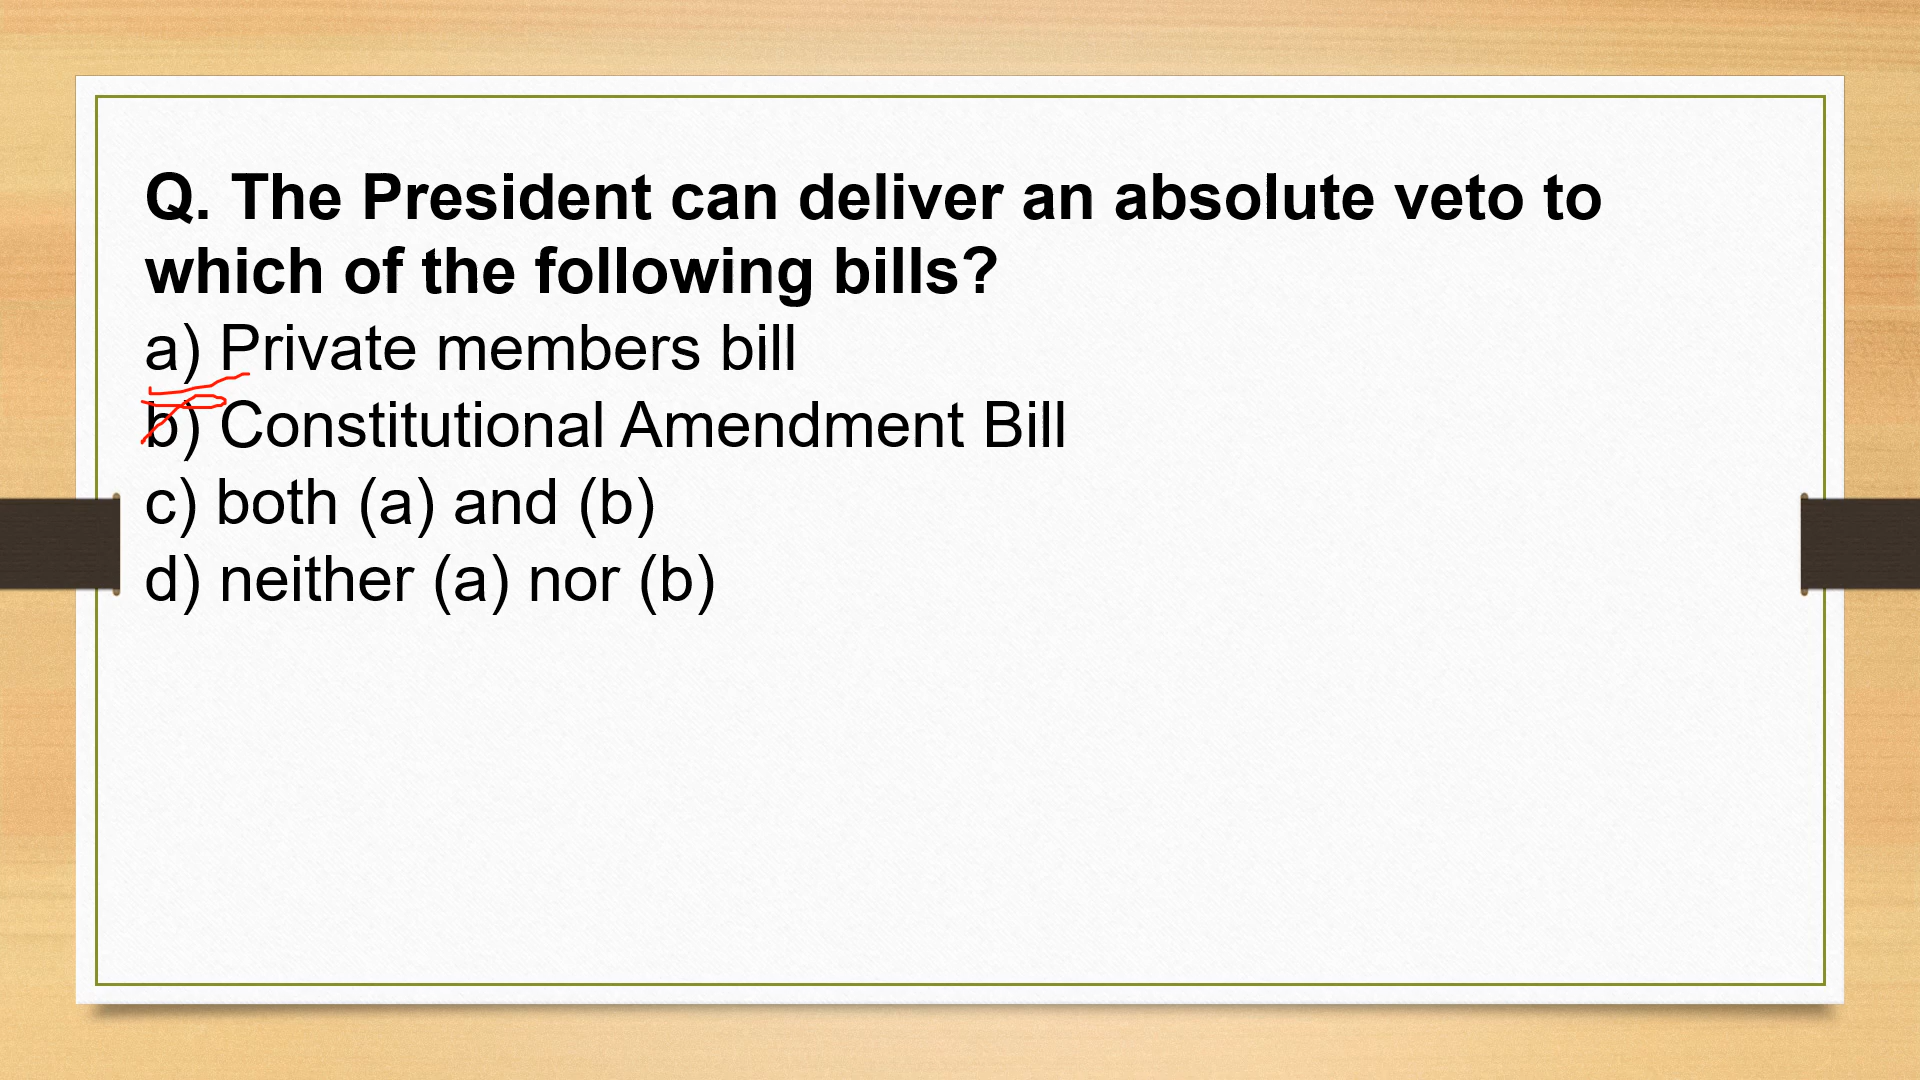 Q. The President can deliver an absolute veto to
which of the following bills?
a) Private members bill
b) Constitutional Amendment Bill
c) both (a) and (b)
d) neither (a) nor (b)